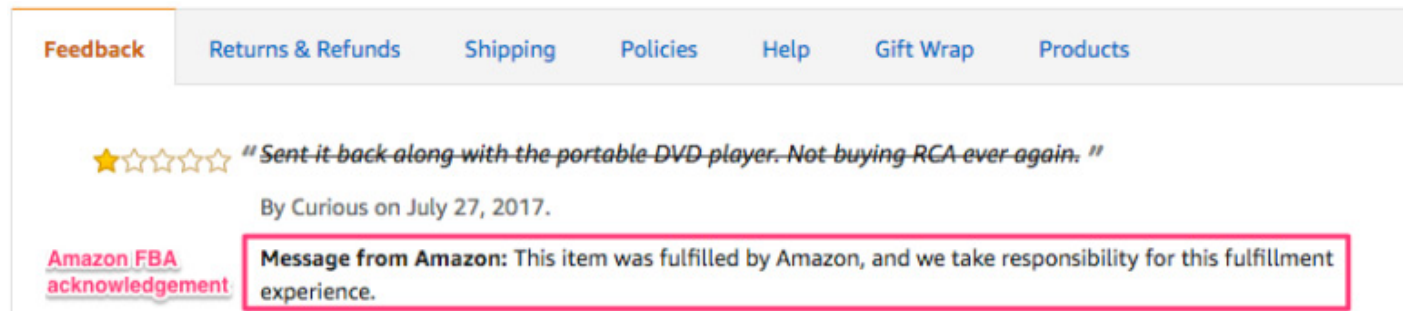 Feedback Returns & Refunds Shipping Policies Help Gift Wrap Products
" Sent it back along with the portable DVD player. Not buying RCA ever again. "
By Curious on July 27, 2017.
Amazon FBA
acknowledgement
Message from Amazon: This item was fulfilled by Amazon, and we take responsibility for this fulfillment
experience.